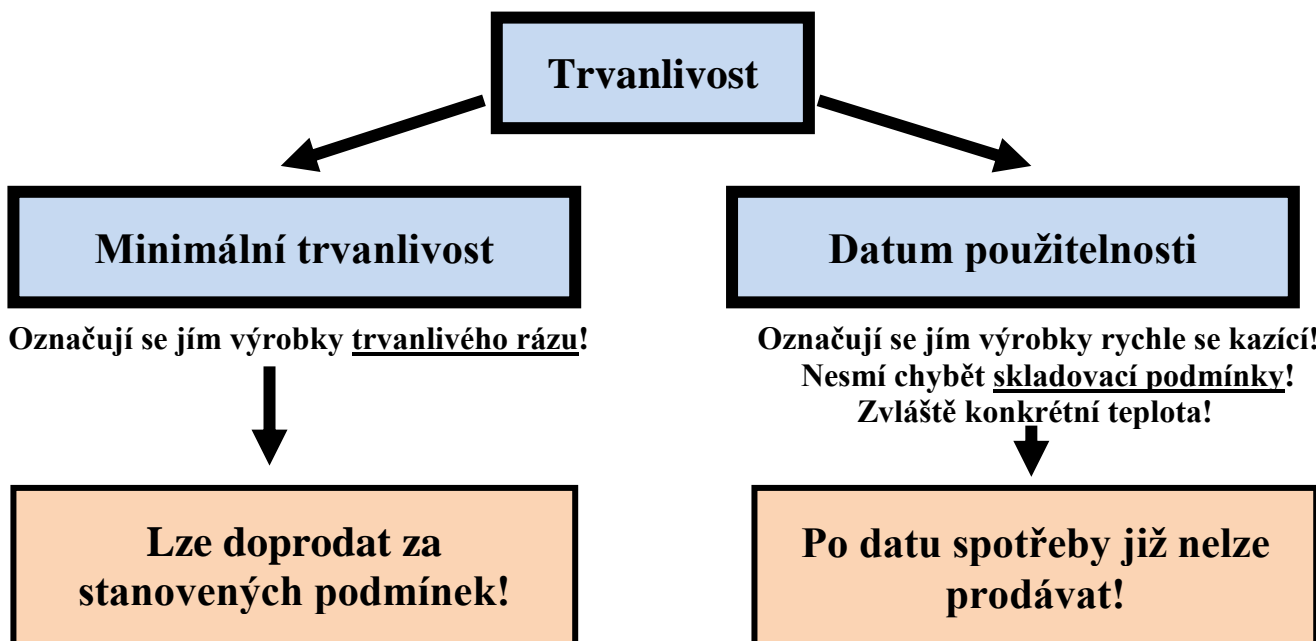 Trvanlivost
Minimální trvanlivost
Označují se jím výrobky trvanlivého rázu!
Lze doprodat za
stanovených podmínek!
Datum použitelnosti
Označují se jím výrobky rychle se kazící!
Nesmí chybět skladovací podmínky!
Zvláště konkrétní teplota!
Po datu spotřeby již nelze
prodávat!